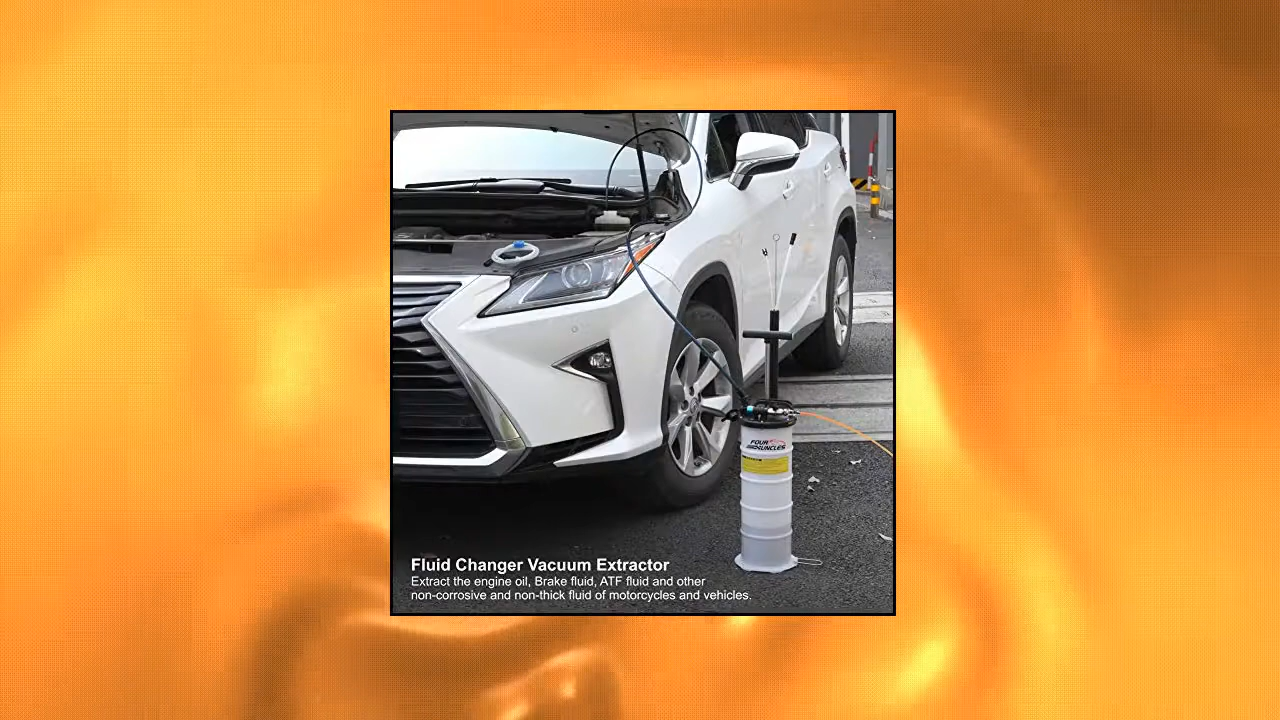 FOUR
UNCLES
Fluid Changer Vacuum Extractor
Extract the engine oil, Brake fluid, ATF fluid and other
non-corrosive and non-thick fluid of motorcycles and vehicles.